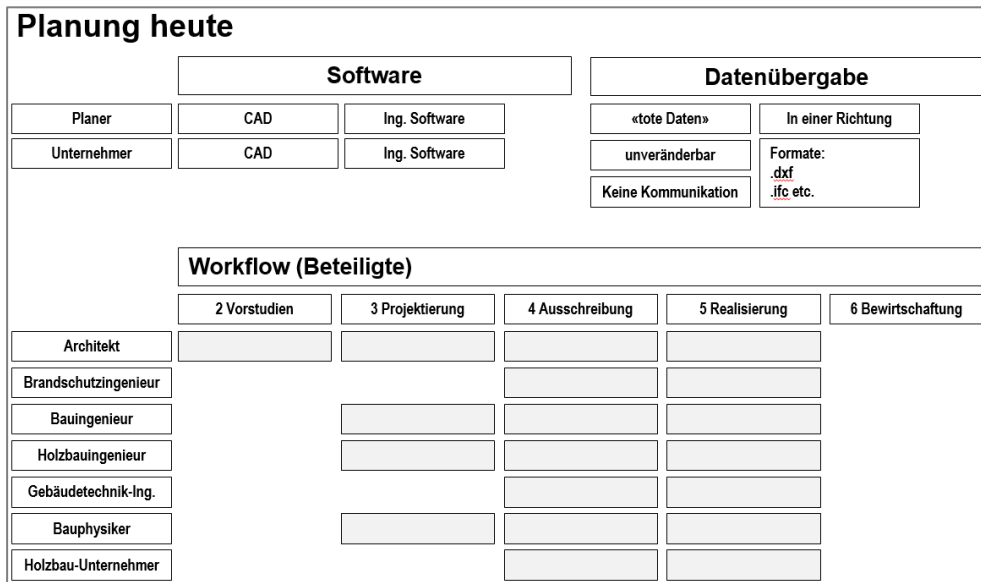 Planung heute
Software
Datenübergabe
Planer
CAD
Ing. Software
«tote Daten»
In einer Richtung
Unternehmer
CAD
Ing. Software
unveränderbar
Formate:
.dxf
.ifc etc.
Keine Kommunikation
Workflow (Beteiligte)
2 Vorstudien
3 Projektierung
4 Ausschreibung
5 Realisierung
6 Bewirtschaftung
Architekt
Brandschutzingenieur
Bauingenieur
Holzbauingenieur
Gebäudetechnik-Ing.
Bauphysiker
Holzbau-Unternehmer